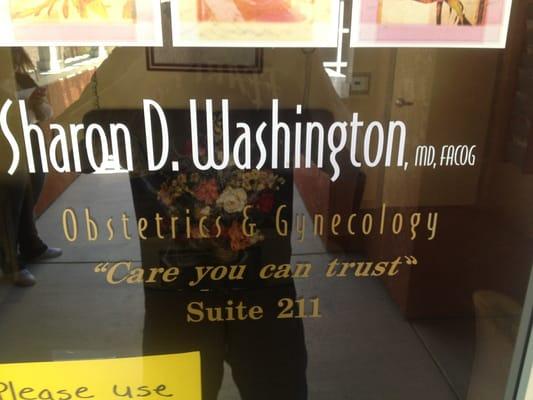 Sharon D. Washington, MD, FACOG
Obstetrics & Gynecology
"Care you can trust"
Suite 211
Please use